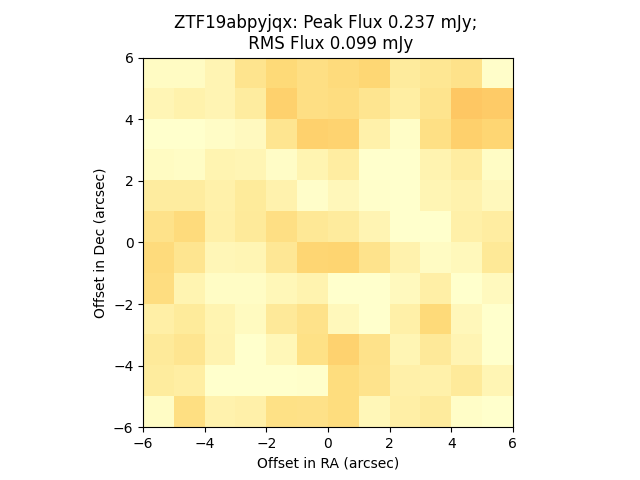 ZTF19abpyjqx: Peak Flux 0.237 mJy;
RMS Flux 0.099 mJy
6
4
2
0
−2
−4
−6
Offset in Dec (arcsec)
−6 −4 −2 0 2 4 6
Offset in RA (arcsec)